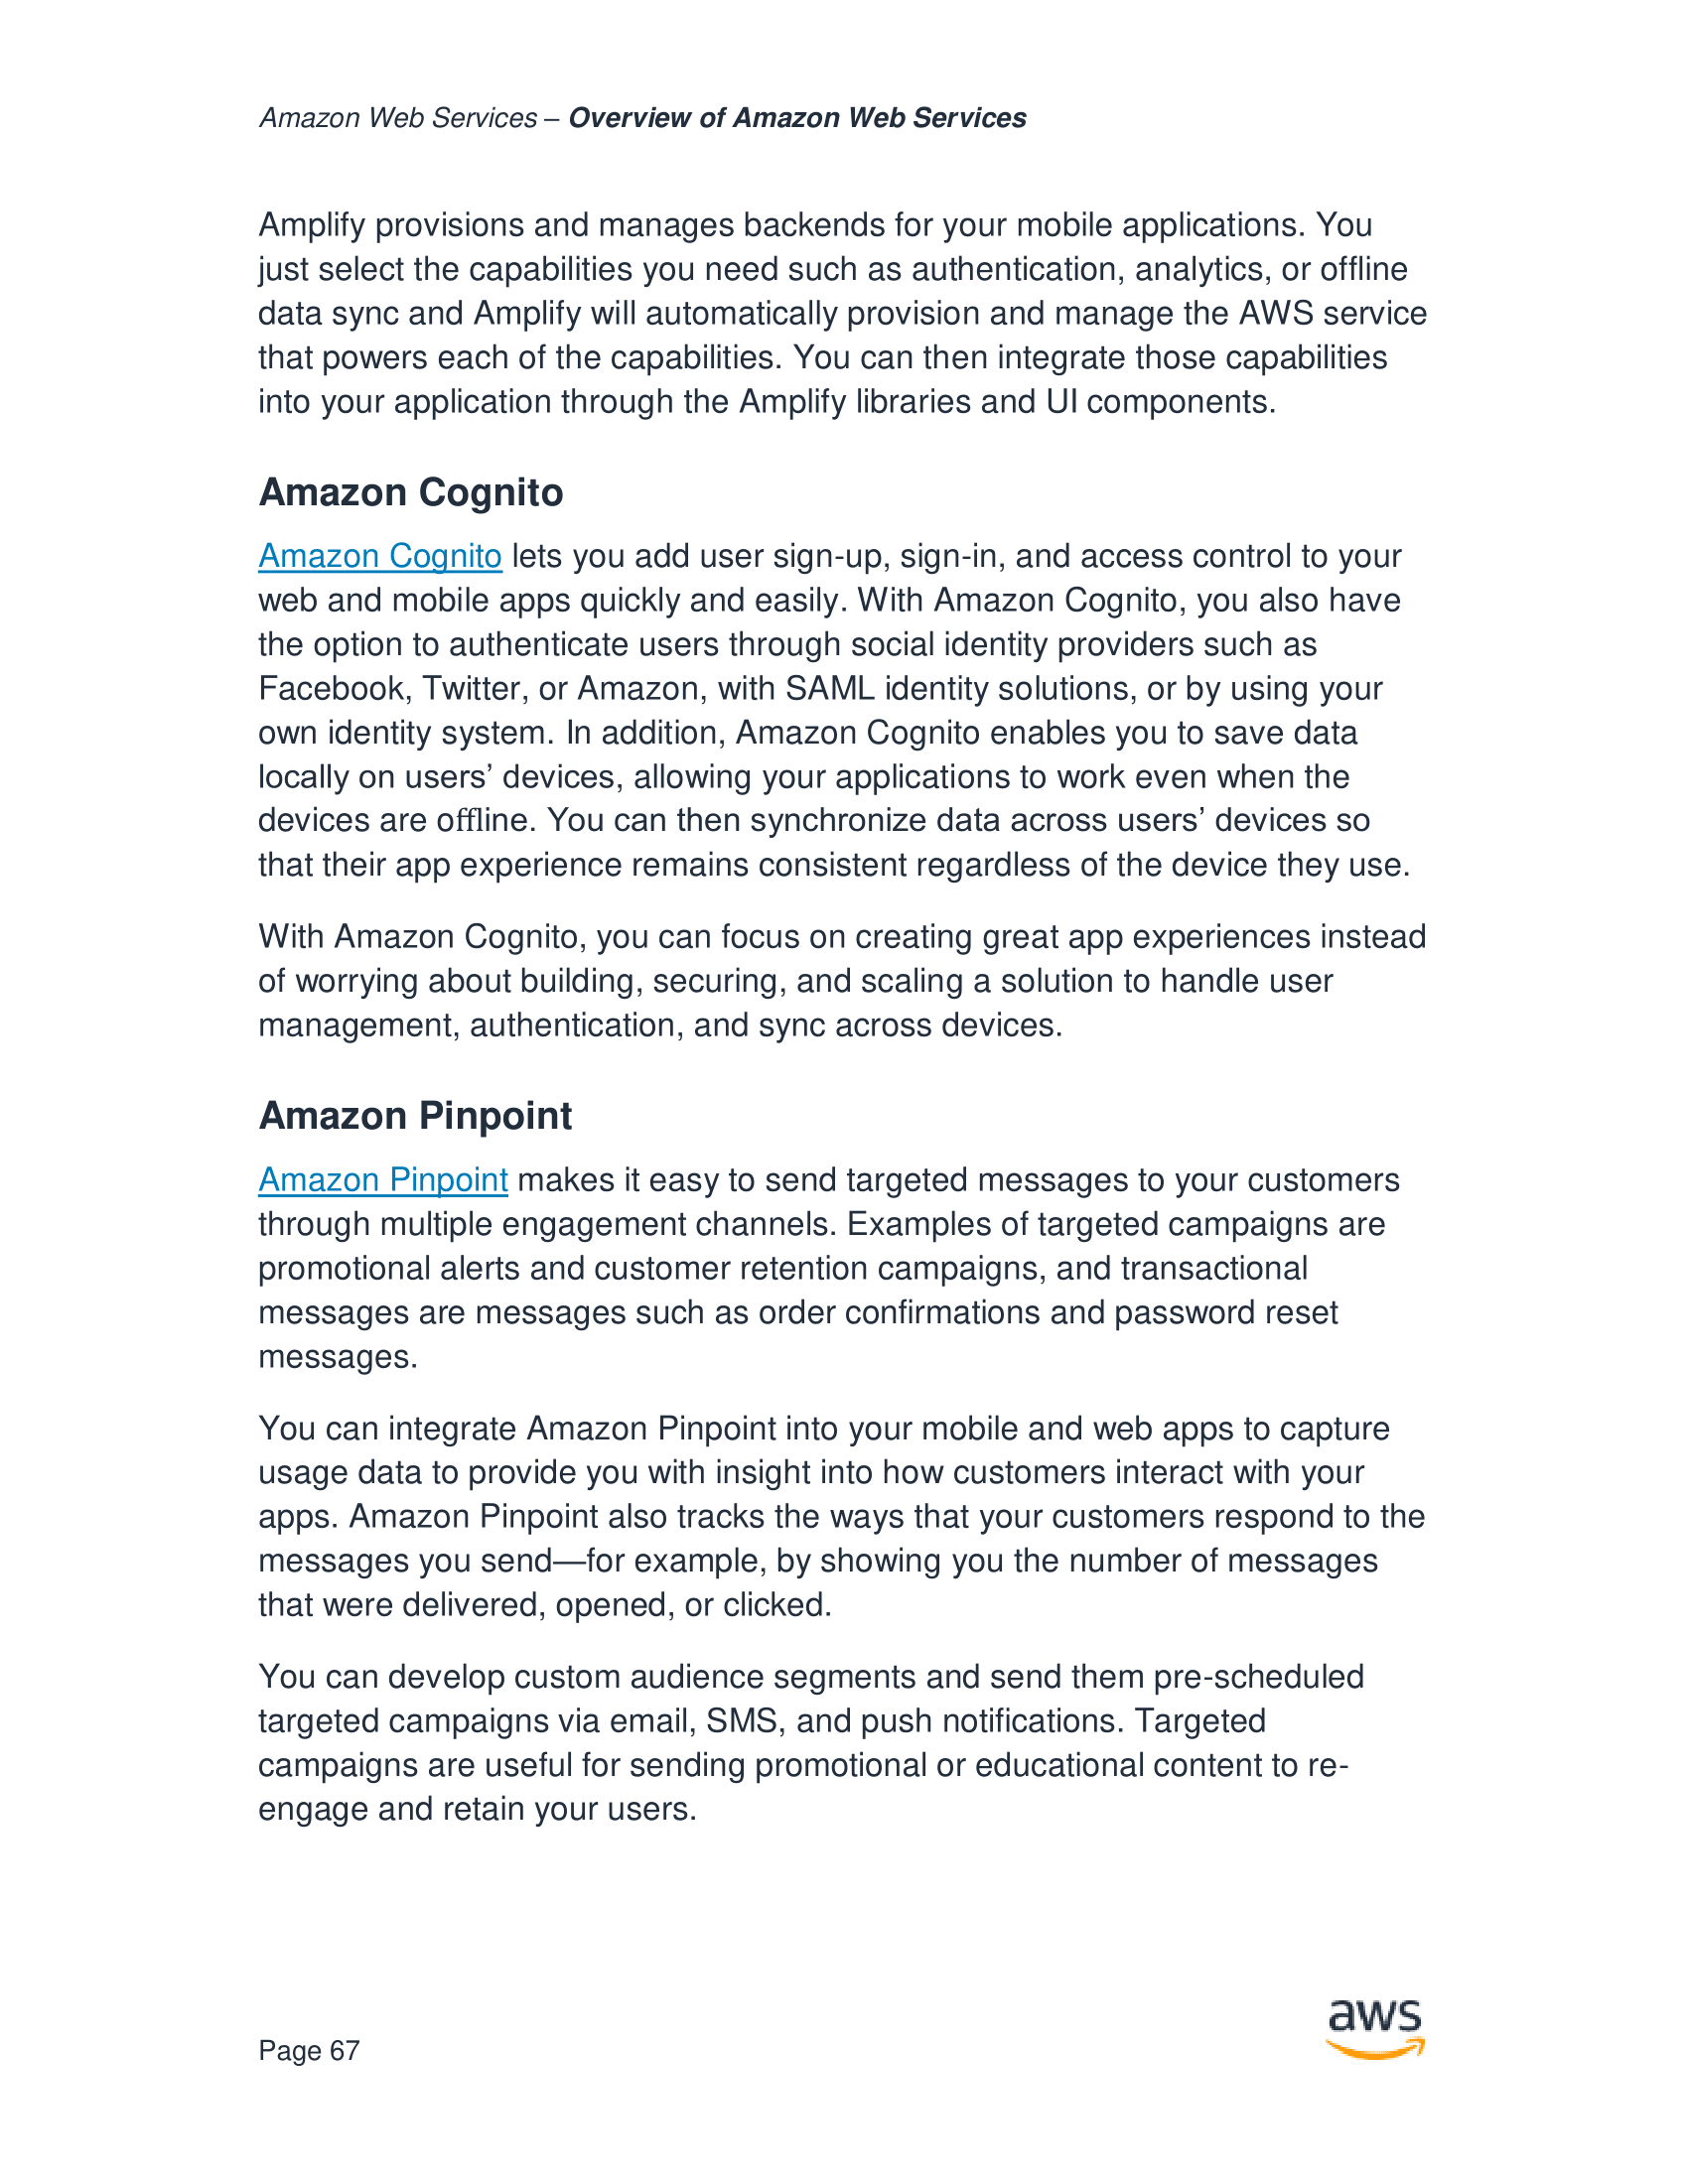 Amazon Web Services – Overview of Amazon Web Services
Amplify provisions and manages backends for your mobile applications. You
just select the capabilities you need such as authentication, analytics, or offline
data sync and Amplify will automatically provision and manage the AWS service
that powers each of the capabilities. You can then integrate those capabilities
into your application through the Amplify libraries and UI components.
Amazon Cognito
Amazon Cognito lets you add user sign-up, sign-in, and access control to your
web and mobile apps quickly and easily. With Amazon Cognito, you also have
the option to authenticate users through social identity providers such as
Facebook, Twitter, or Amazon, with SAML identity solutions, or by using your
own identity system. In addition, Amazon Cognito enables you to save data
locally on users’ devices, allowing your applications to work even when the
devices are offline. You can then synchronize data across users’ devices so
that their app experience remains consistent regardless of the device they use.
With Amazon Cognito, you can focus on creating great app experiences instead
of worrying about building, securing, and scaling a solution to handle user
management, authentication, and sync across devices.
Amazon Pinpoint
Amazon Pinpoint makes it easy to send targeted messages to your customers
through multiple engagement channels. Examples of targeted campaigns are
promotional alerts and customer retention campaigns, and transactional
messages are messages such as order confirmations and password reset
messages.
You can integrate Amazon Pinpoint into your mobile and web apps to capture
usage data to provide you with insight into how customers interact with your
apps. Amazon Pinpoint also tracks the ways that your customers respond to the
messages you send—for example, by showing you the number of messages
that were delivered, opened, or clicked.
You can develop custom audience segments and send them pre-scheduled
targeted campaigns via email, SMS, and push notifications. Targeted
campaigns are useful for sending promotional or educational content to re-
engage and retain your users.
aws
Page 67